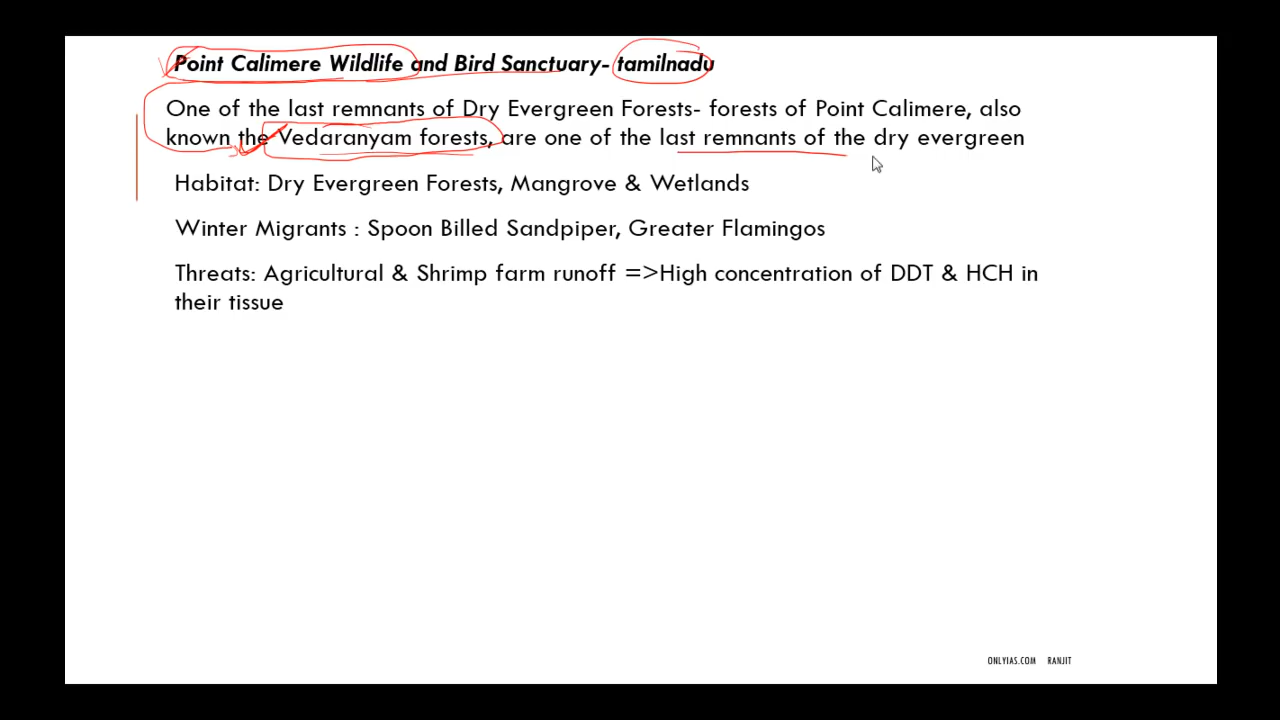 Point Calimere Wildlife and Bird Sanctuary- tamilnadu
One of the last remnants of Dry Evergreen Forests- forests of Point Calimere, also
known the Vedaranyam forests, are one of the last remnants of the dry evergreen
Habitat: Dry Evergreen Forests, Mangrove & Wetlands
Winter Migrants : Spoon Billed Sandpiper, Greater Flamingos
Threats: Agricultural & Shrimp farm runoff =>High concentration of DDT & HCH in
their tissue
ONLYIAS.COM RANJIT